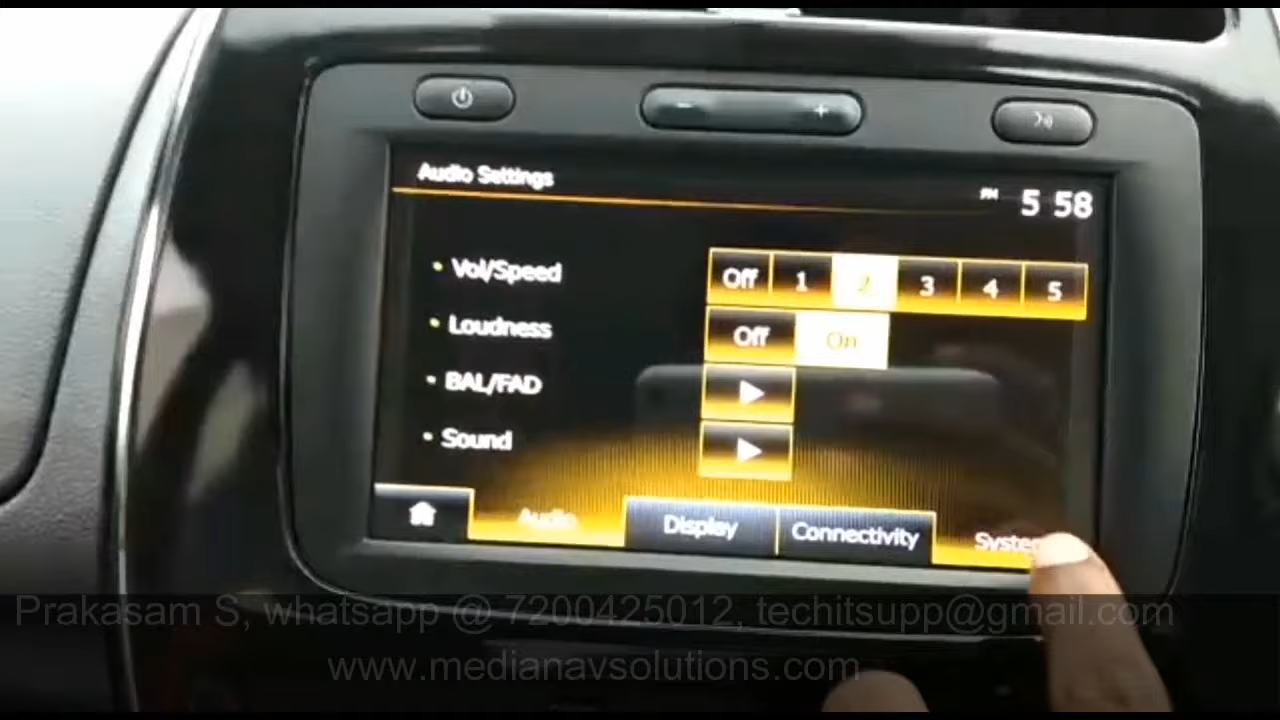 Audio Settings
FM 5 58
Vol/Speed Off 1 2 3 4 5
Loudness Off On
BAL/FAD
Sound
Audio Display Connectivity System
Prakasam S, whatsapp @ 7200425012, techitsupp@gmail.com
www.medianavsolutions.com